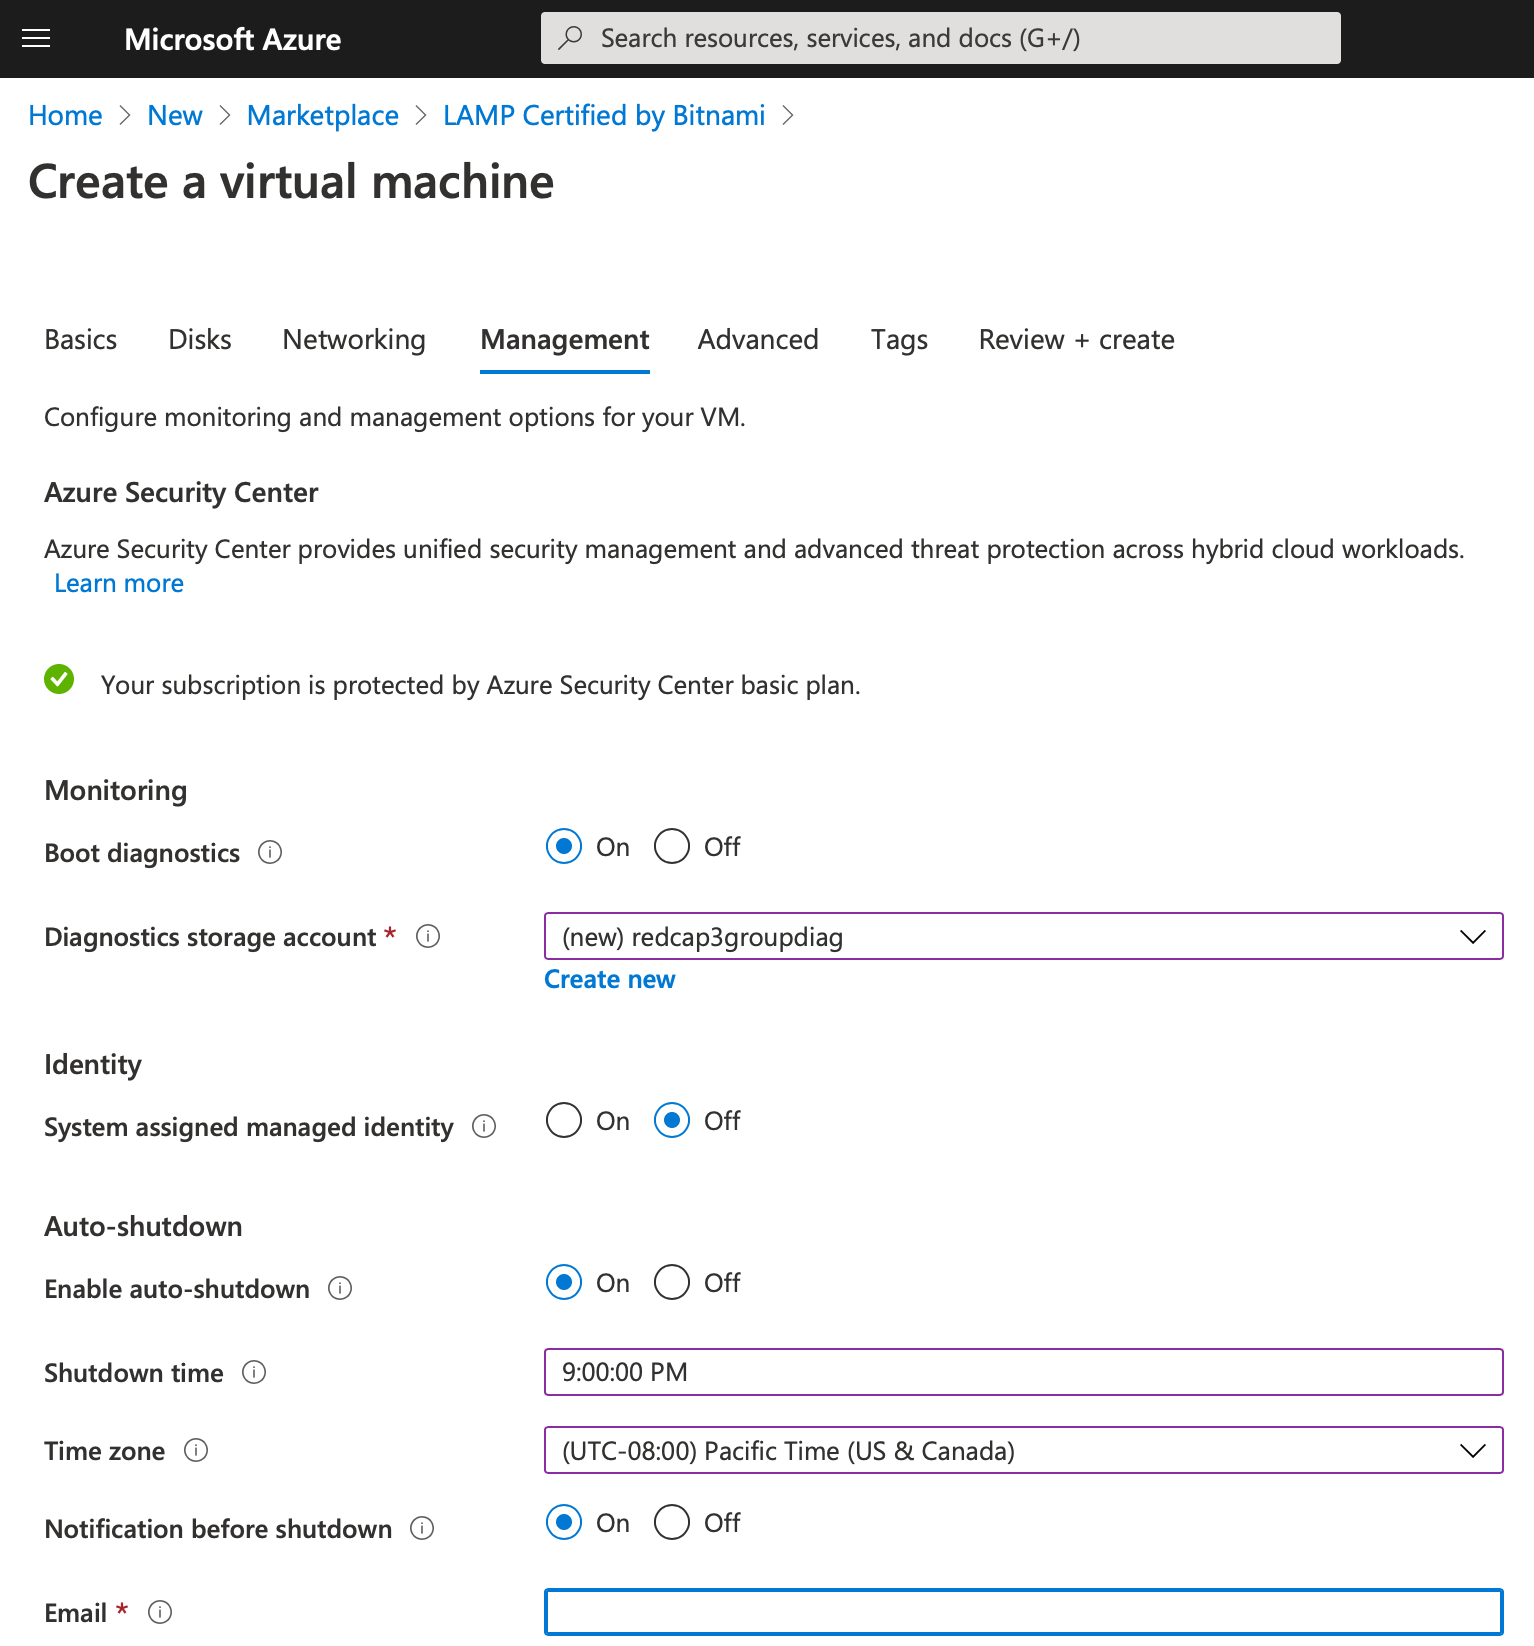 Microsoft Azure
Search resources, services, and docs (G+/)
Home > New > Marketplace > LAMP Certified by Bitnami >
Create a virtual machine
Basics Disks Networking Management Advanced Tags Review + create
Configure monitoring and management options for your VM.
Azure Security Center
Azure Security Center provides unified security management and advanced threat protection across hybrid cloud workloads.
Learn more
Your subscription is protected by Azure Security Center basic plan.
Monitoring
Boot diagnostics On Off
Diagnostics storage account * (new) redcap3groupdiag
Create new
Identity
System assigned managed identity On Off
Auto-shutdown
Enable auto-shutdown On Off
Shutdown time 9:00:00 PM
Time zone (UTC-08:00) Pacific Time (US & Canada)
Notification before shutdown On Off
Email *